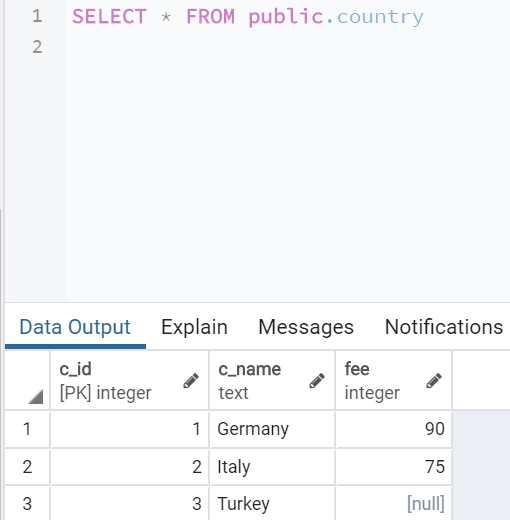 1 SELECT * FROM public.country
2
Data Output Explain Messages Notifications
c_id c_name fee
[PK] integer text integer
1 1 Germany 90
2 2 Italy 75
3 3 Turkey [null]